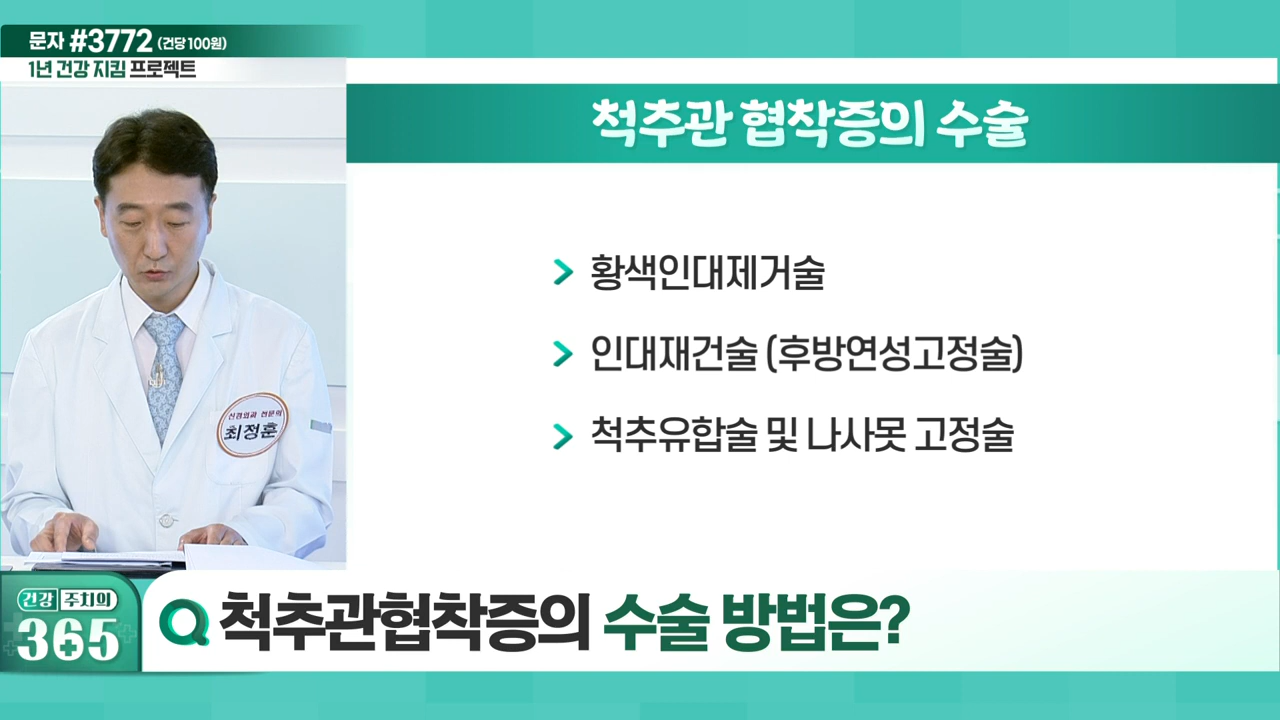 문자 #3772 (건당 100원)
1년 건강 지킴 프로젝트
척추관 협착증의 수술
황색인대제거술
인대재건술 (후방연성고정술)
척추유합술 및 나사못 고정술
신경외과 전문의
최정훈
건강 주치의
365
Q 척추관협착증의 수술 방법은?